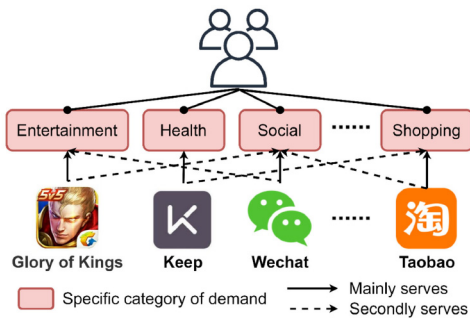 Entertainment Health Social ...... Shopping
5v5 淘 ......
Glory of Kings Keep Wechat Taobao
Specific category of demand
Mainly serves
Secondly serves